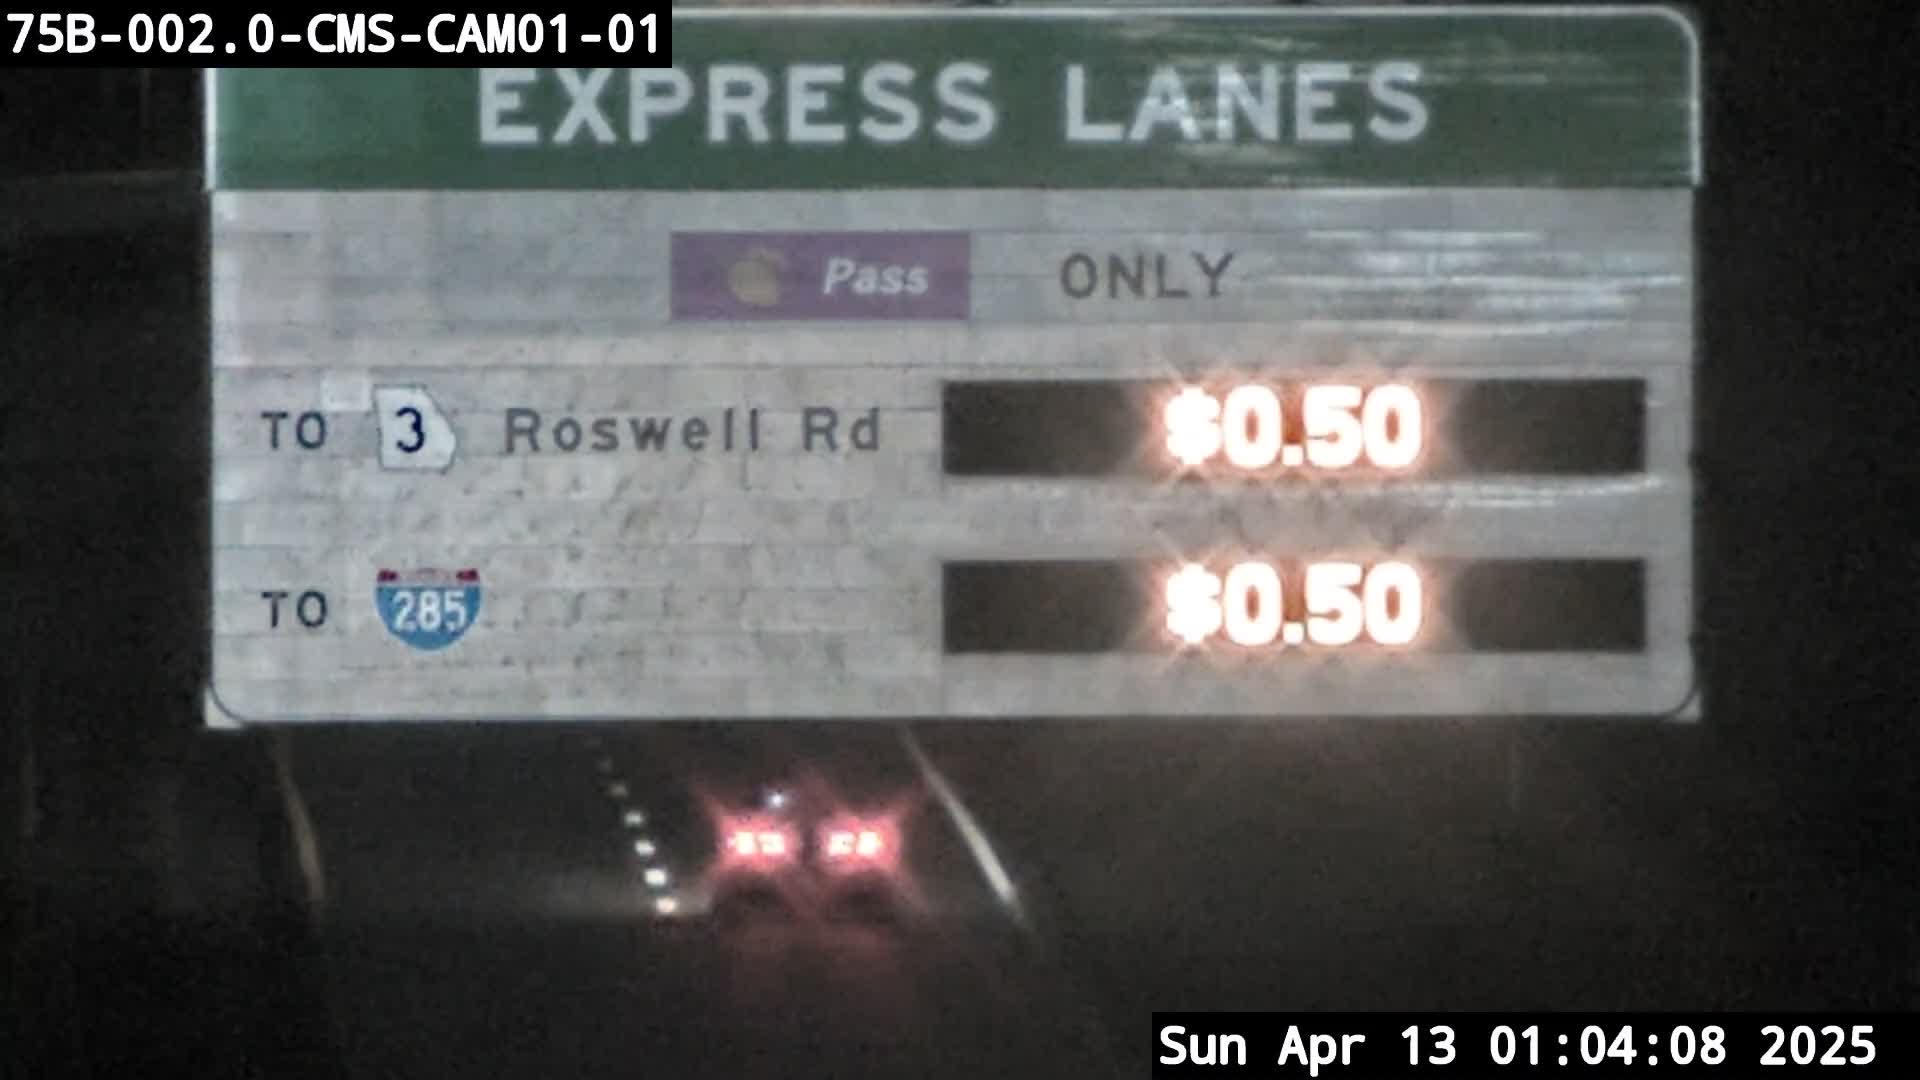 75B-002.0-CMS-CAM01-01
EXPRESS LANES
Pass ONLY
TO 3 Roswell Rd $0.50
TO 285 $0.50
Sun Apr 13 01:04:08 2025